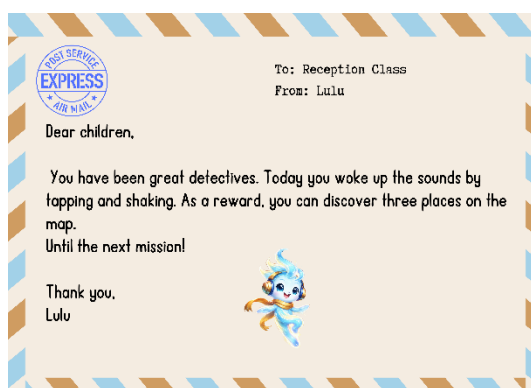 POST SERVICE
EXPRESS
AIR MAIL
To: Reception Class
From: Lulu
Dear children,
You have been great detectives. Today you woke up the sounds by
tapping and shaking. As a reward, you can discover three places on the
map.
Until the next mission!
Thank you,
Lulu